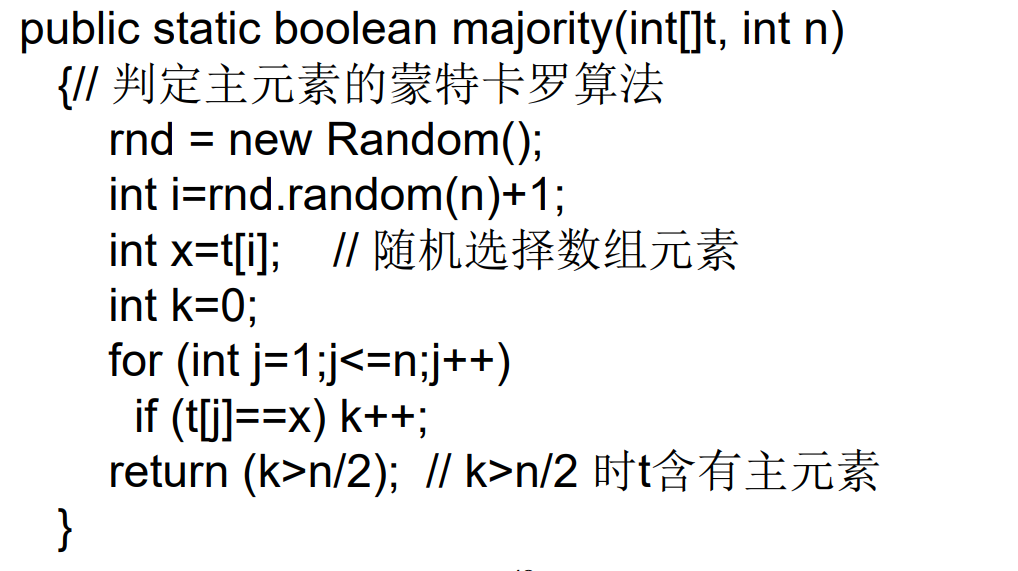 public static boolean majority(int[]t, int n)
{// 判定主元素的蒙特卡罗算法
rnd = new Random();
int i=rnd.random(n)+1;
int x=t[i]; // 随机选择数组元素
int k=0;
for (int j=1;j<=n;j++)
if (t[j]==x) k++;
return (k>n/2); // k>n/2 时t含有主元素
}